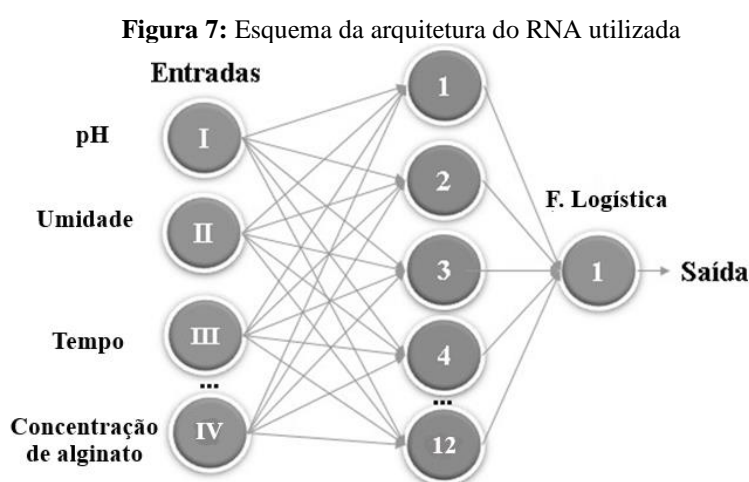 Figura 7: Esquema da arquitetura do RNA utilizada
Entradas
pH
I
Umidade
II
Tempo
III
...
Concentração
de alginato
IV
1
2
3
4
...
12
F. Logística
1
Saída